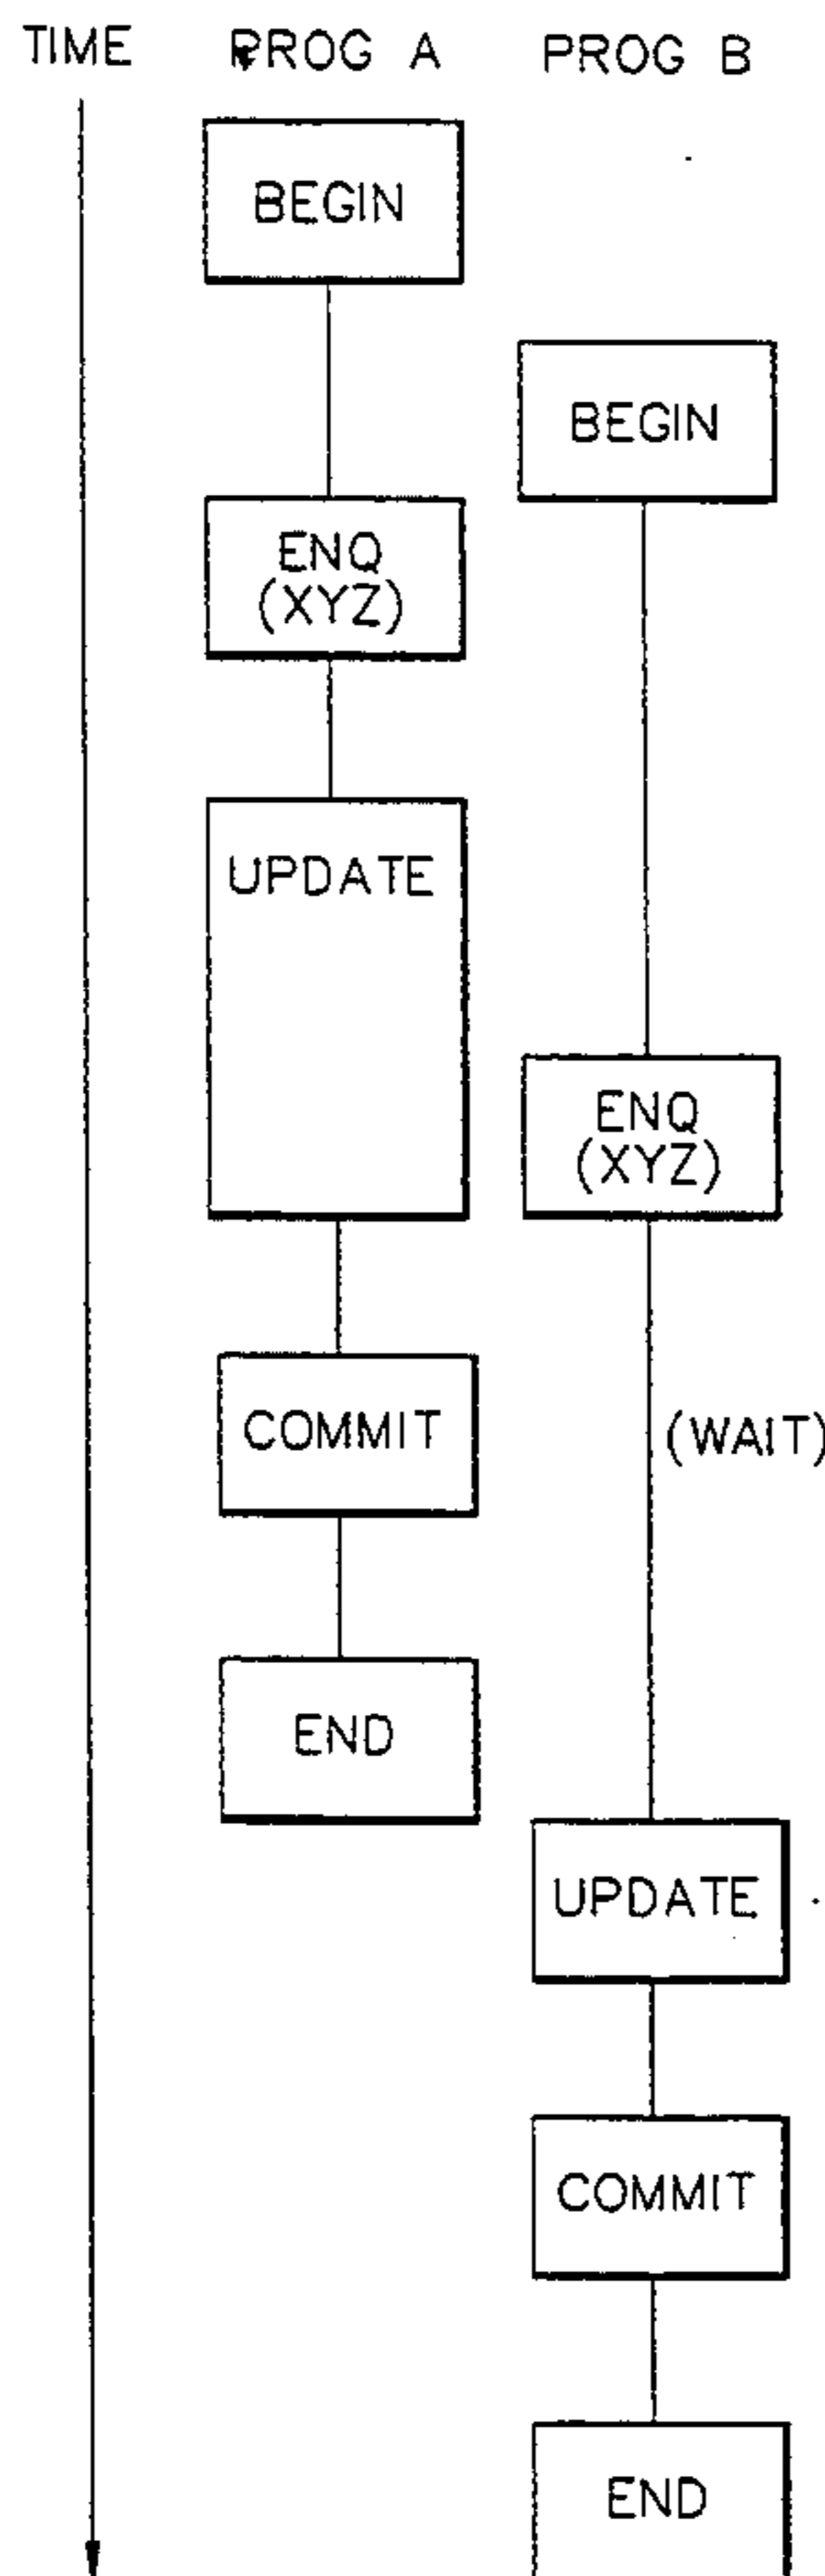 TIME PROG A PROG B
BEGIN
BEGIN
ENQ
(XYZ)
UPDATE
ENQ
(XYZ)
COMMIT
(WAIT)
END
UPDATE
COMMIT
END